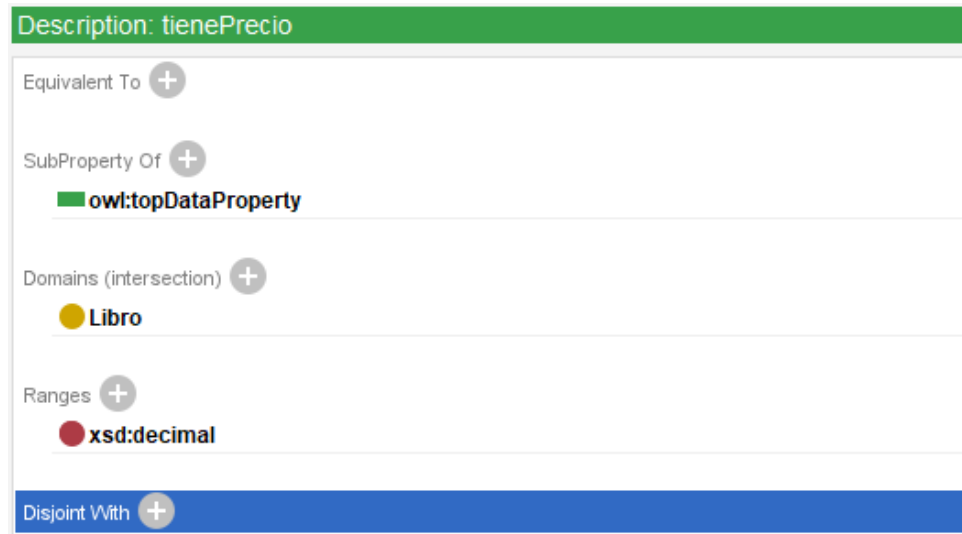 Description: tienePrecio
Equivalent To
SubProperty Of
owl:topDataProperty
Domains (intersection)
Libro
Ranges
xsd:decimal
Disjoint With